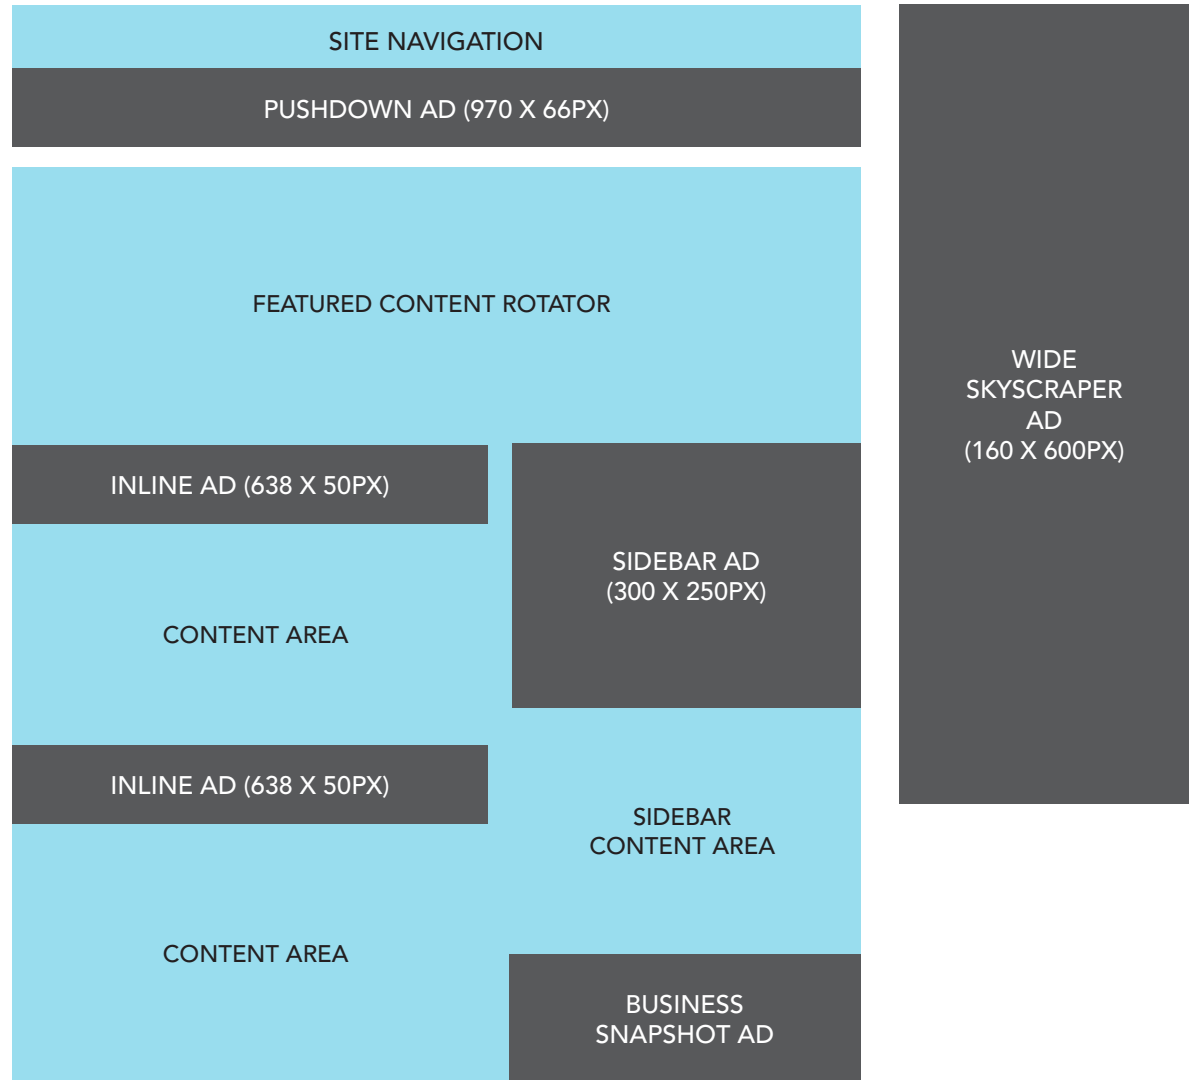 SITE NAVIGATION
PUSHDOWN AD (970 X 66PX)
FEATURED CONTENT ROTATOR
INLINE AD (638 X 50PX)
CONTENT AREA
INLINE AD (638 X 50PX)
CONTENT AREA
SIDEBAR AD
(300 X 250PX)
SIDEBAR
CONTENT AREA
BUSINESS
SNAPSHOT AD
WIDE
SKYSCRAPER
AD
(160 X 600PX)